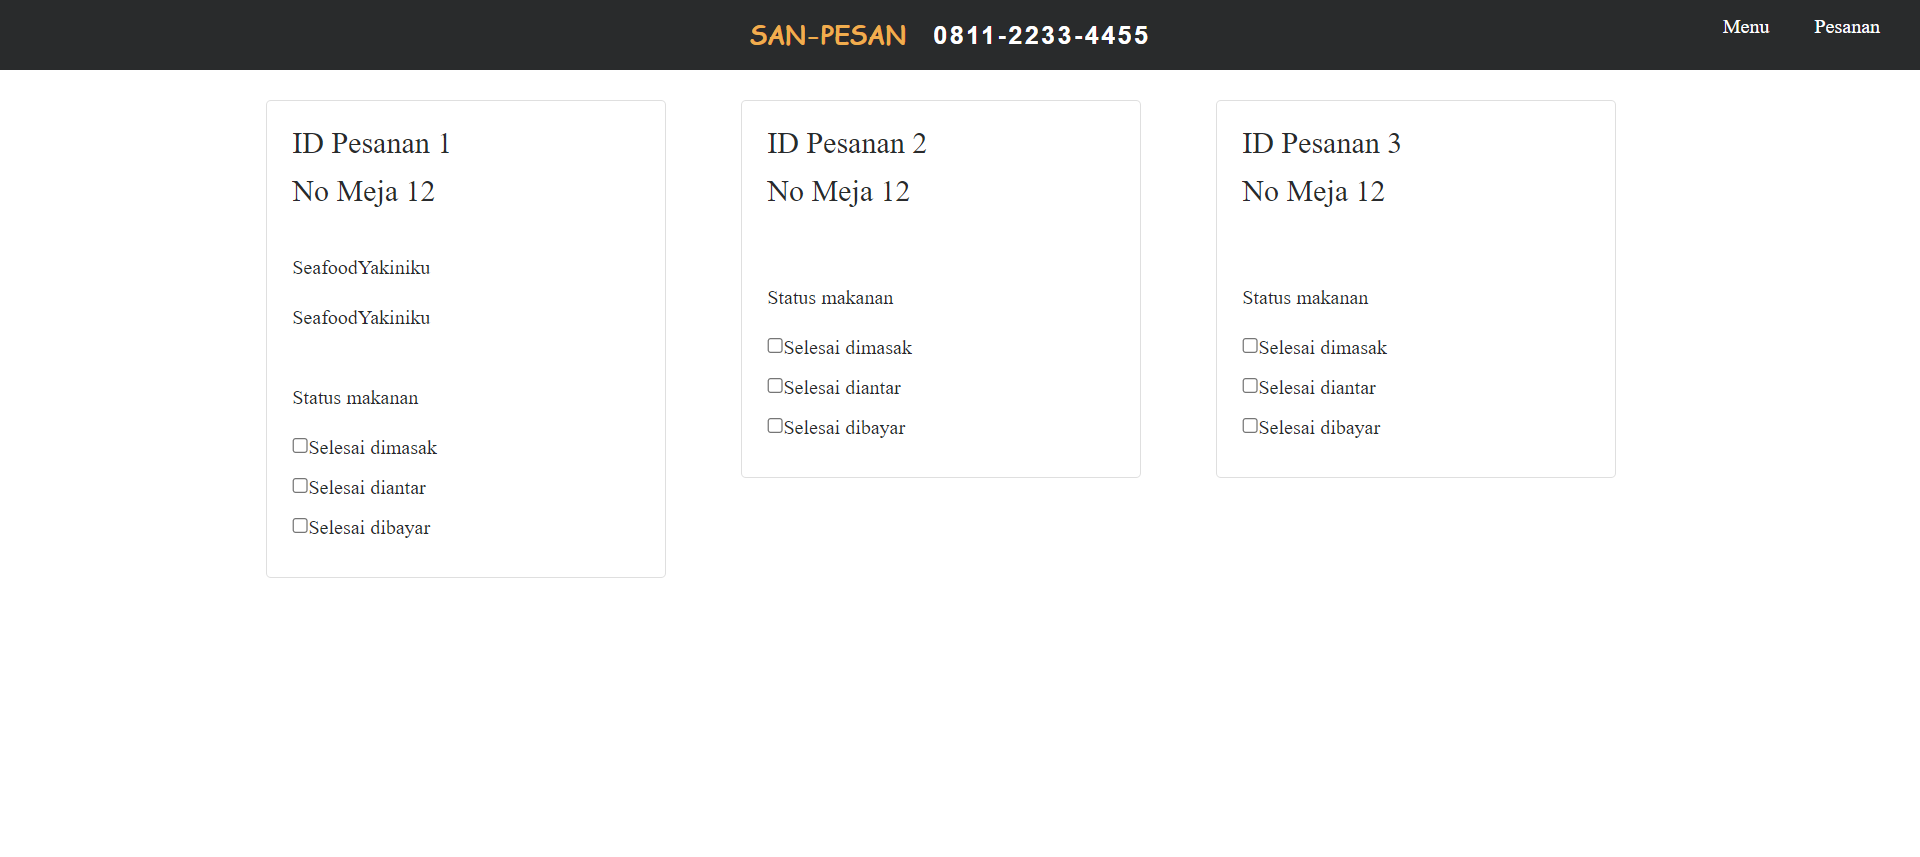 SAN-PESAN 0811-2233-4455 Menu Pesanan
ID Pesanan 1
No Meja 12
SeafoodYakiniku
SeafoodYakiniku
Status makanan
Selesai dimasak
Selesai diantar
Selesai dibayar
ID Pesanan 2
No Meja 12
Status makanan
Selesai dimasak
Selesai diantar
Selesai dibayar
ID Pesanan 3
No Meja 12
Status makanan
Selesai dimasak
Selesai diantar
Selesai dibayar